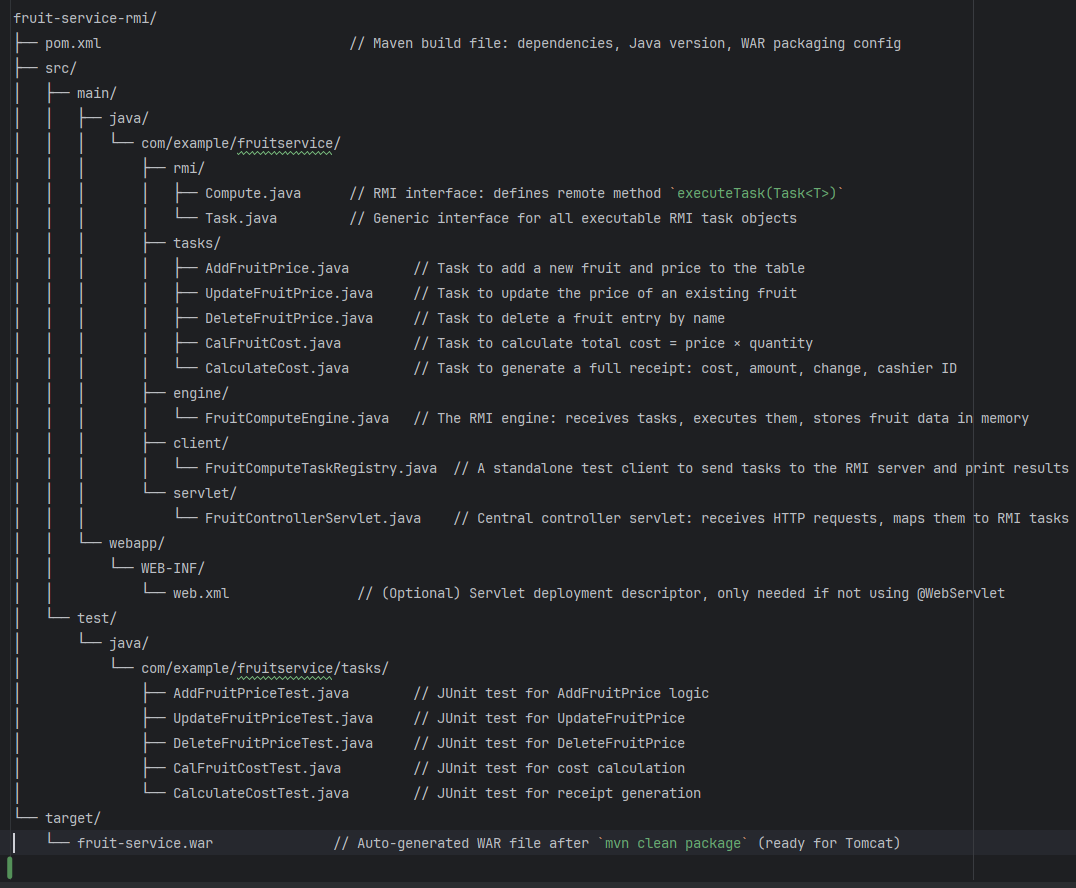 fruit-service-rmi/
├── pom.xml                               // Maven build file: dependencies, Java version, WAR packaging config
├── src/
│   ├── main/
│   │   ├── java/
│   │   │   └── com/example/fruitservice/
│   │   │       ├── rmi/
│   │   │       │   ├── Compute.java      // RMI interface: defines remote method `executeTask(Task<T>)`
│   │   │       │   └── Task.java         // Generic interface for all executable RMI task objects
│   │   │       ├── tasks/
│   │   │       │   ├── AddFruitPrice.java        // Task to add a new fruit and price to the table
│   │   │       │   ├── UpdateFruitPrice.java     // Task to update the price of an existing fruit
│   │   │       │   ├── DeleteFruitPrice.java     // Task to delete a fruit entry by name
│   │   │       │   ├── CalFruitCost.java         // Task to calculate total cost = price × quantity
│   │   │       │   └── CalculateCost.java        // Task to generate a full receipt: cost, amount, change, cashier ID
│   │   │       ├── engine/
│   │   │       │   └── FruitComputeEngine.java   // The RMI engine: receives tasks, executes them, stores fruit data in memory
│   │   │       ├── client/
│   │   │       │   └── FruitComputeTaskRegistry.java  // A standalone test client to send tasks to the RMI server and print results
│   │   │       └── servlet/
│   │   │           └── FruitControllerServlet.java    // Central controller servlet: receives HTTP requests, maps them to RMI tasks
│   │   └── webapp/
│   │       └── WEB-INF/
│   │           └── web.xml                // (Optional) Servlet deployment descriptor, only needed if not using @WebServlet
│   └── test/
│       └── java/
│           └── com/example/fruitservice/tasks/
│               ├── AddFruitPriceTest.java        // JUnit test for AddFruitPrice logic
│               ├── UpdateFruitPriceTest.java     // JUnit test for UpdateFruitPrice
│               ├── DeleteFruitPriceTest.java     // JUnit test for DeleteFruitPrice
│               ├── CalFruitCostTest.java         // JUnit test for cost calculation
│               └── CalculateCostTest.java        // JUnit test for receipt generation
└── target/
    └── fruit-service.war               // Auto-generated WAR file after `mvn clean package` (ready for Tomcat)